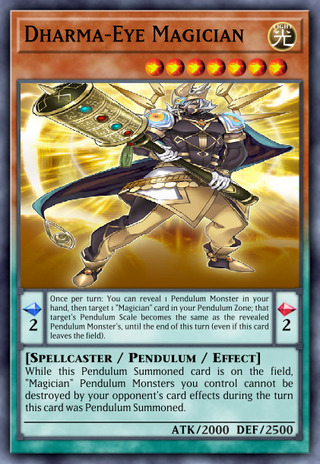 DHARMA-EYE MAGICIAN
LIGHT
光
Once per turn: You can reveal 1 Pendulum Monster in your
hand, then target 1 "Magician" card in your Pendulum Zone; that
target's Pendulum Scale becomes the same as the revealed
Pendulum Monster's, until the end of this turn (even if this card
leaves the field).
2
2
[SPELLCASTER / PENDULUM / EFFECT]
While this Pendulum Summoned card is on the field,
"Magician" Pendulum Monsters you control cannot be
destroyed by your opponent's card effects during the turn
this card was Pendulum Summoned.
ATK/2000 DEF/2500